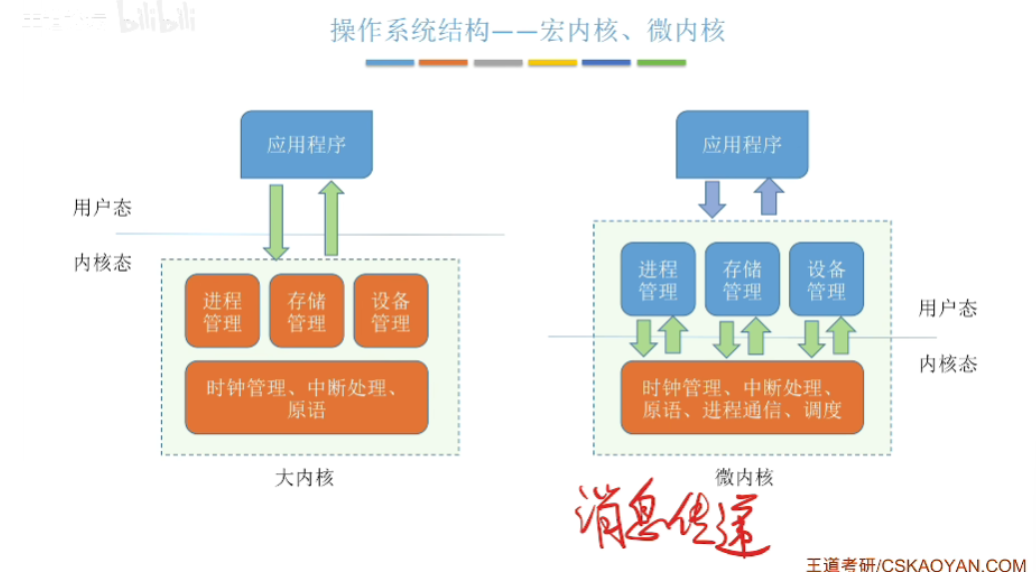 bilibili
操作系统结构——宏内核、微内核
应用程序
用户态
内核态
进程
管理
存储
管理
设备
管理
时钟管理、中断处理、
原语
大内核
应用程序
进程
管理
存储
管理
设备
管理
用户态
内核态
时钟管理、中断处理、
原语、进程通信、调度
微内核
消息传递
王道考研/CSKAOYAN.COM